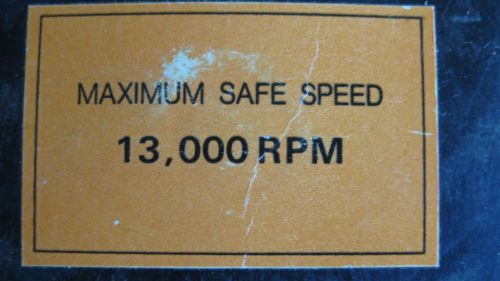 MAXIMUM SAFE SPEED
13,000 RPM